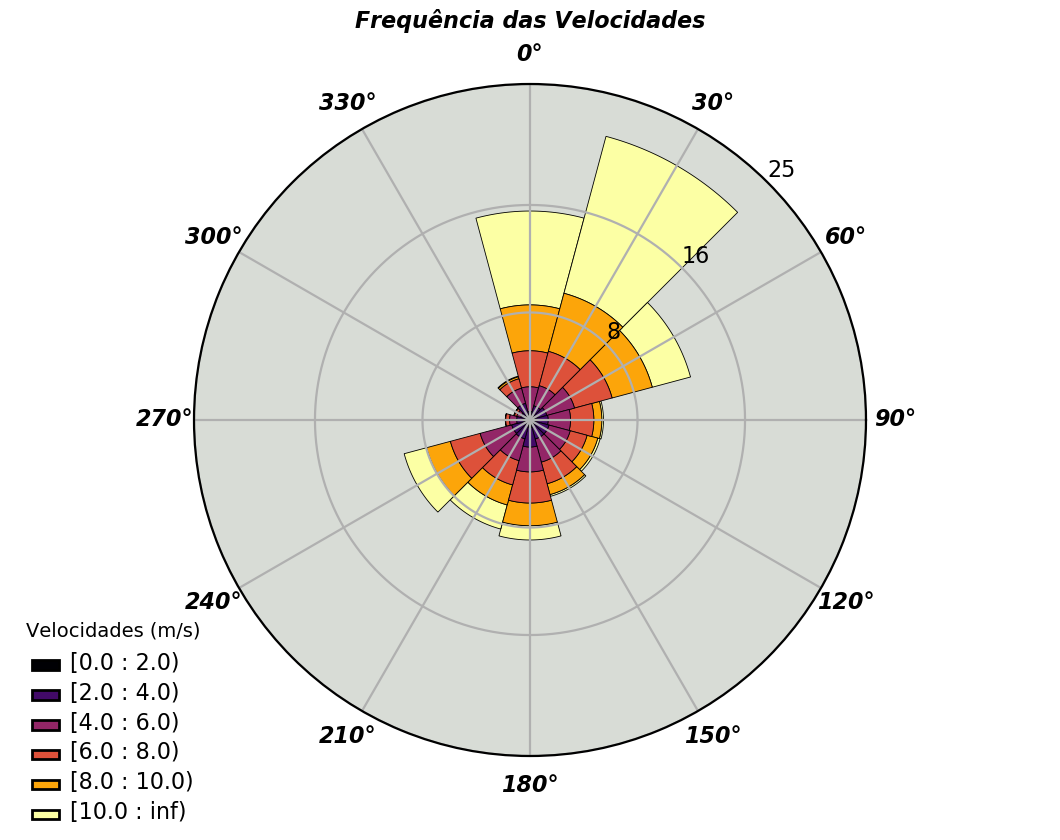 Frequência das Velocidades
0°
330°
30°
25
300°
60°
16
8
270°
90°
240°
120°
210°
150°
180°
Velocidades (m/s)
[0.0 : 2.0)
[2.0 : 4.0)
[4.0 : 6.0)
[6.0 : 8.0)
[8.0 : 10.0)
[10.0 : inf)